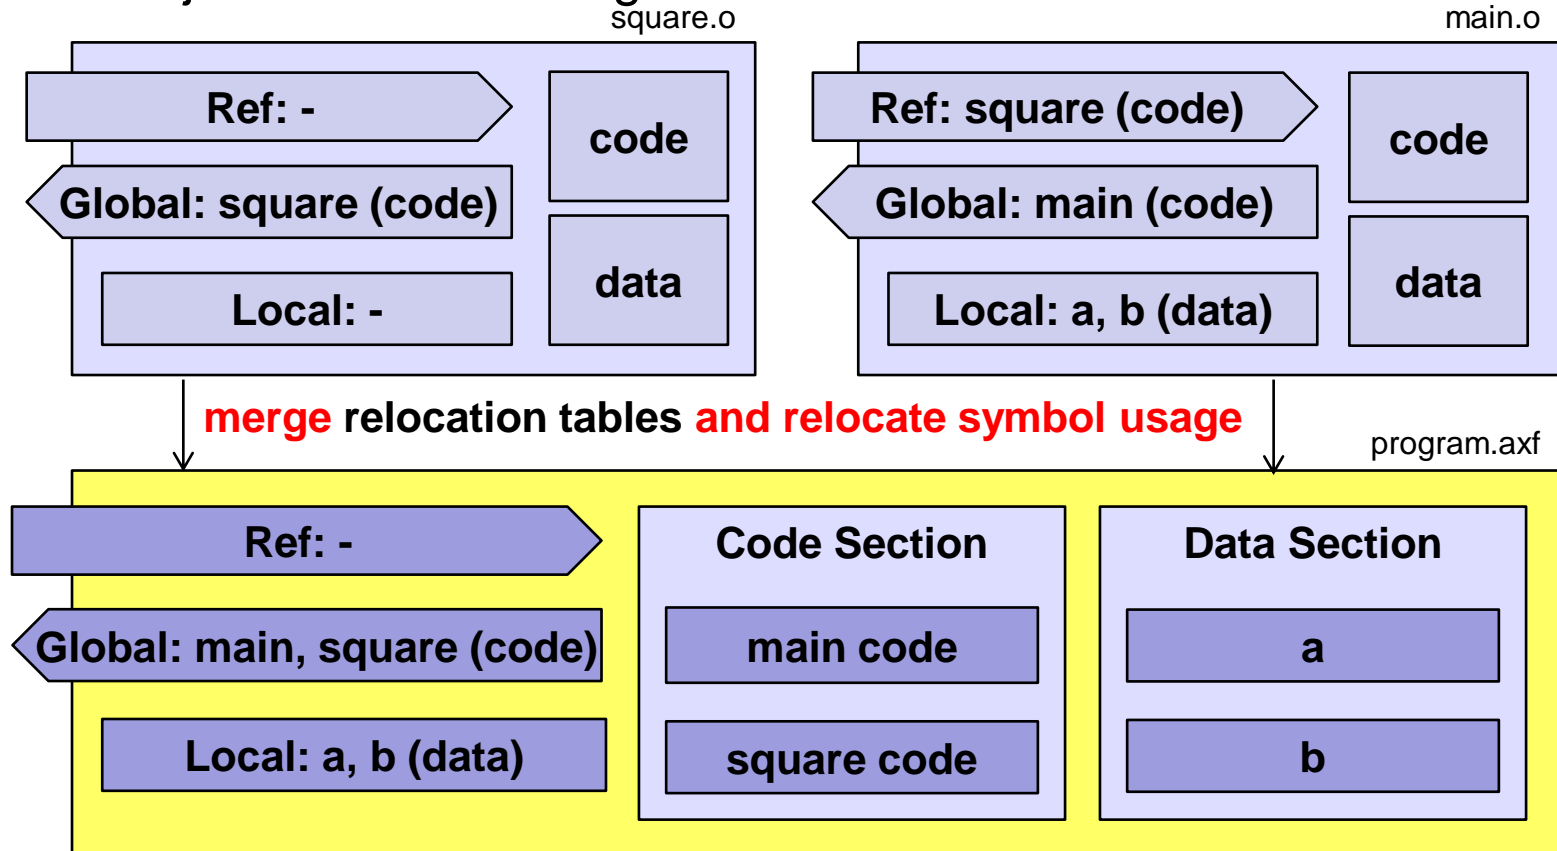 square.o
main.o
Ref: -
code
Global: square (code)
data
Local: -
Ref: square (code)
code
Global: main (code)
data
Local: a, b (data)
merge relocation tables and relocate symbol usage
program.axf
Ref: -
Global: main, square (code)
Local: a, b (data)
Code Section
main code
square code
Data Section
a
b